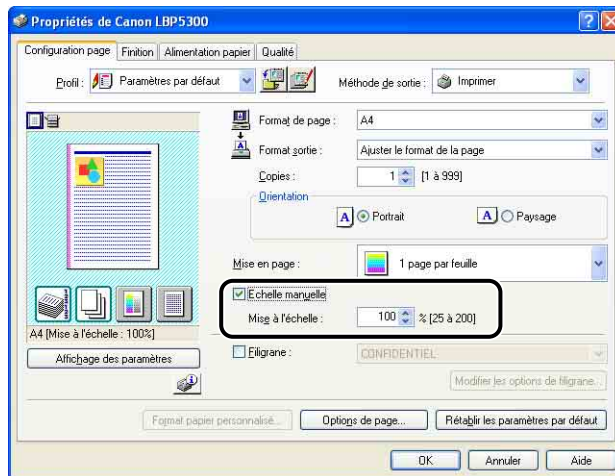 Propriétés de Canon LBP5300
Configuration page Finition Alimentation papier Qualité
Profil : Paramètres par défaut Méthode de sortie : Imprimer
Format de page : A4
Format sortie : Ajuster le format de la page
Copies : 1 [1 à 999]
Orientation
A Portrait A Paysage
Mise en page : 1 page par feuille
Echelle manuelle
Mise à l'échelle : 100 % [25 à 200]
A4 [Mise à l'échelle : 100%]
Affichage des paramètres
Filigrane : CONFIDENTIEL
Modifier les options de filigrane...
Format papier personnalisé... Options de page... Rétablir les paramètres par défaut
OK Annuler Aide